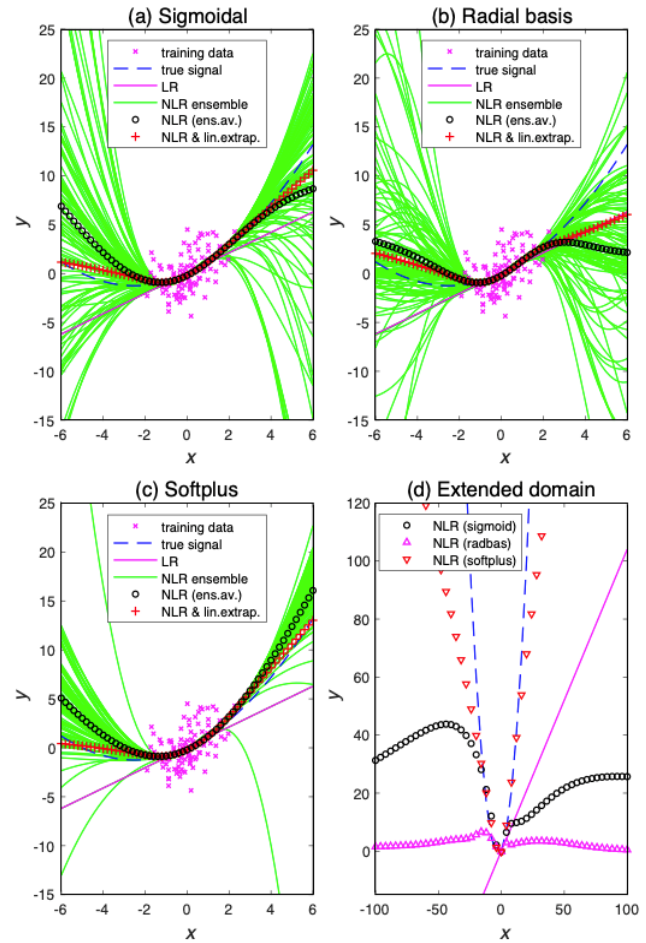 (a) Sigmoidal
25
20
15
10
5
0
-5
-10
-15
y
-6 -4 -2 0 2 4 6
x
training data
true signal
LR
NLR ensemble
NLR (ens.av.)
NLR & lin.extrap.
(b) Radial basis
25
20
15
10
5
0
-5
-10
-15
y
-6 -4 -2 0 2 4 6
x
training data
true signal
LR
NLR ensemble
NLR (ens.av.)
NLR & lin.extrap.
(c) Softplus
25
20
15
10
5
0
-5
-10
-15
y
-6 -4 -2 0 2 4 6
x
training data
true signal
LR
NLR ensemble
NLR (ens.av.)
NLR & lin.extrap.
(d) Extended domain
120
100
80
60
40
20
0
y
-100 -50 0 50 100
x
NLR (sigmoid)
NLR (radbas)
NLR (softplus)